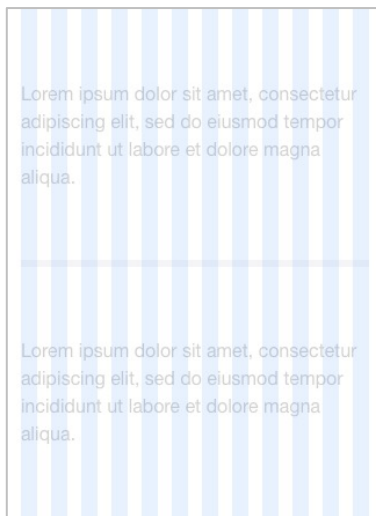 Lorem ipsum dolor sit amet, consectetur
adipiscing elit, sed do eiusmod tempor
incididunt ut labore et dolore magna
aliqua.
Lorem ipsum dolor sit amet, consectetur
adipiscing elit, sed do eiusmod tempor
incididunt ut labore et dolore magna
aliqua.